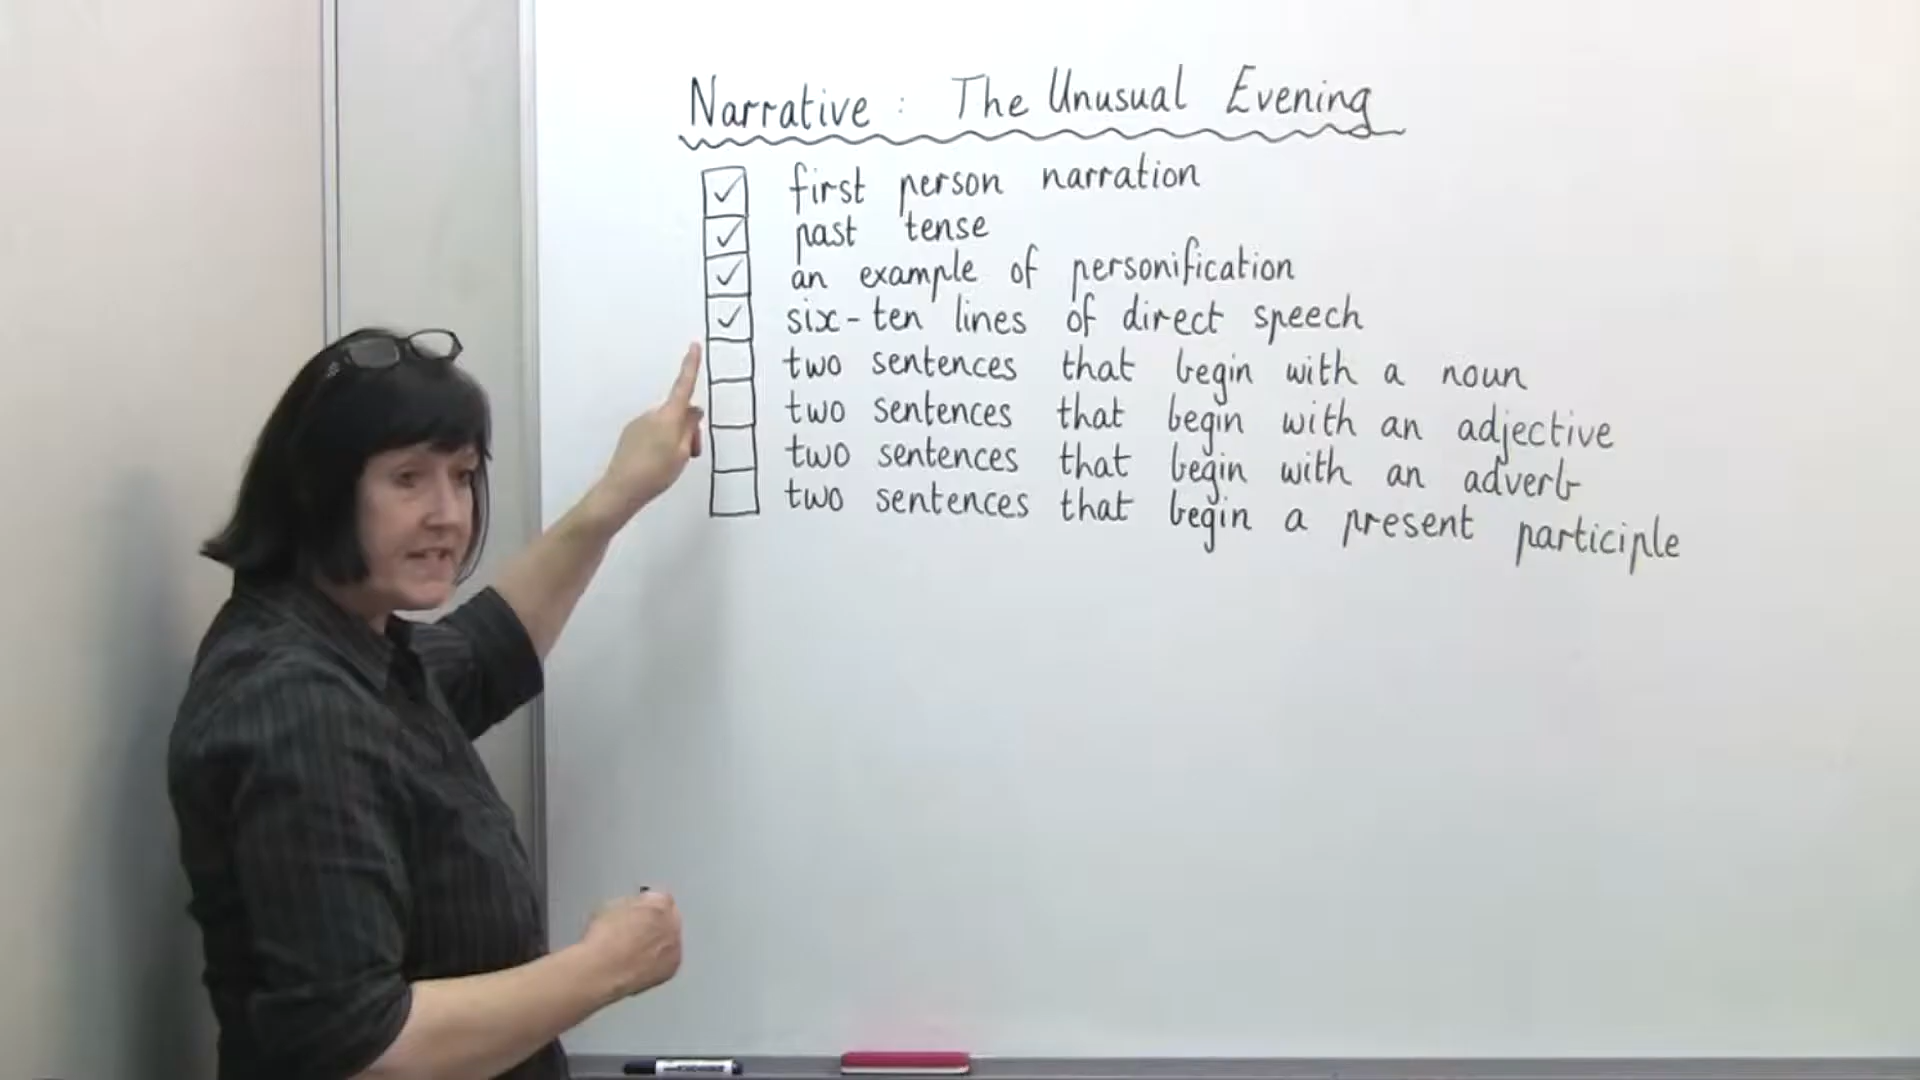 Narrative : The Unusual Evening
first person narration
past tense
an example of personification
six-ten lines of direct speech
two sentences that begin with a noun
two sentences that begin with an adjective
two sentences that begin with an adverb
two sentences that begin a present participle